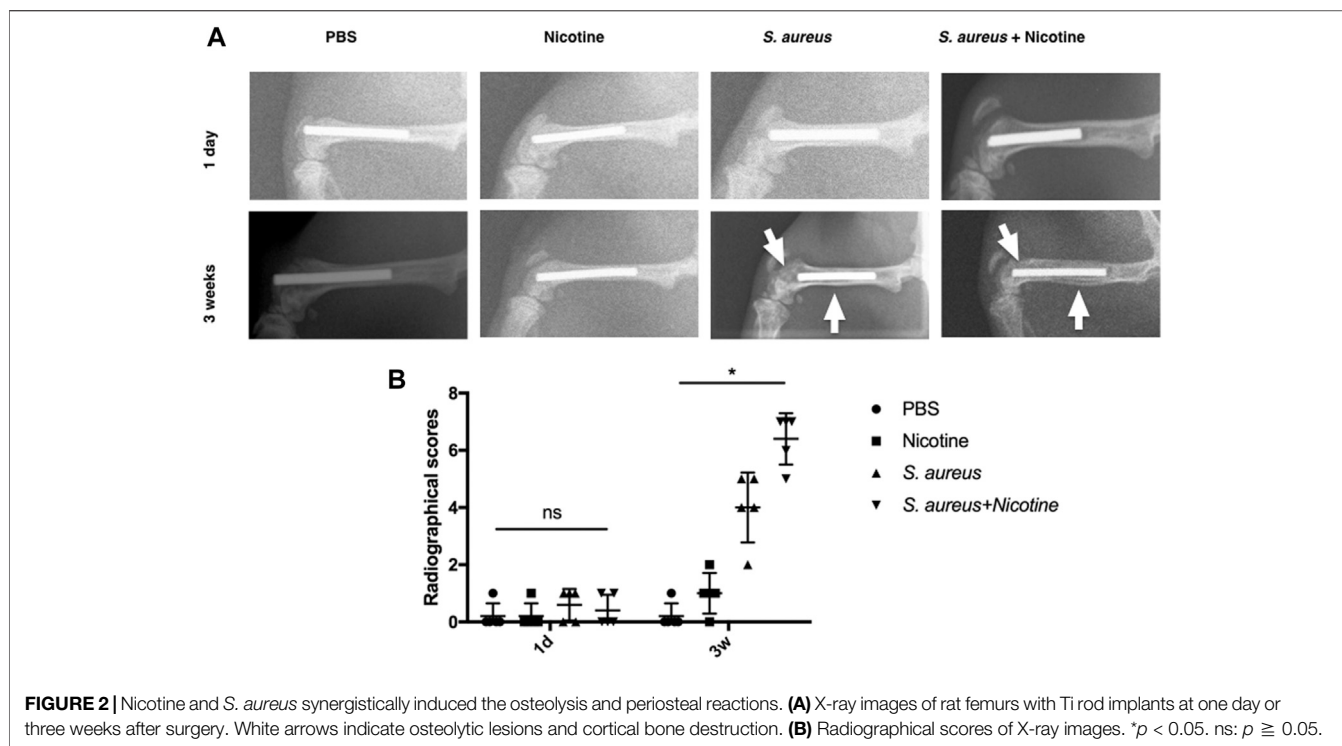 A
PBS Nicotine S. aureus S. aureus + Nicotine
1 day
3 weeks
B
8
6
4
2
0
Radiographical scores
ns
*
1d
3w
PBS
Nicotine
S. aureus
S. aureus+Nicotine
FIGURE 2 | Nicotine and S. aureus synergistically induced the osteolysis and periosteal reactions. (A) X-ray images of rat femurs with Ti rod implants at one day or
three weeks after surgery. White arrows indicate osteolytic lesions and cortical bone destruction. (B) Radiographical scores of X-ray images. *p < 0.05. ns: p ≧ 0.05.